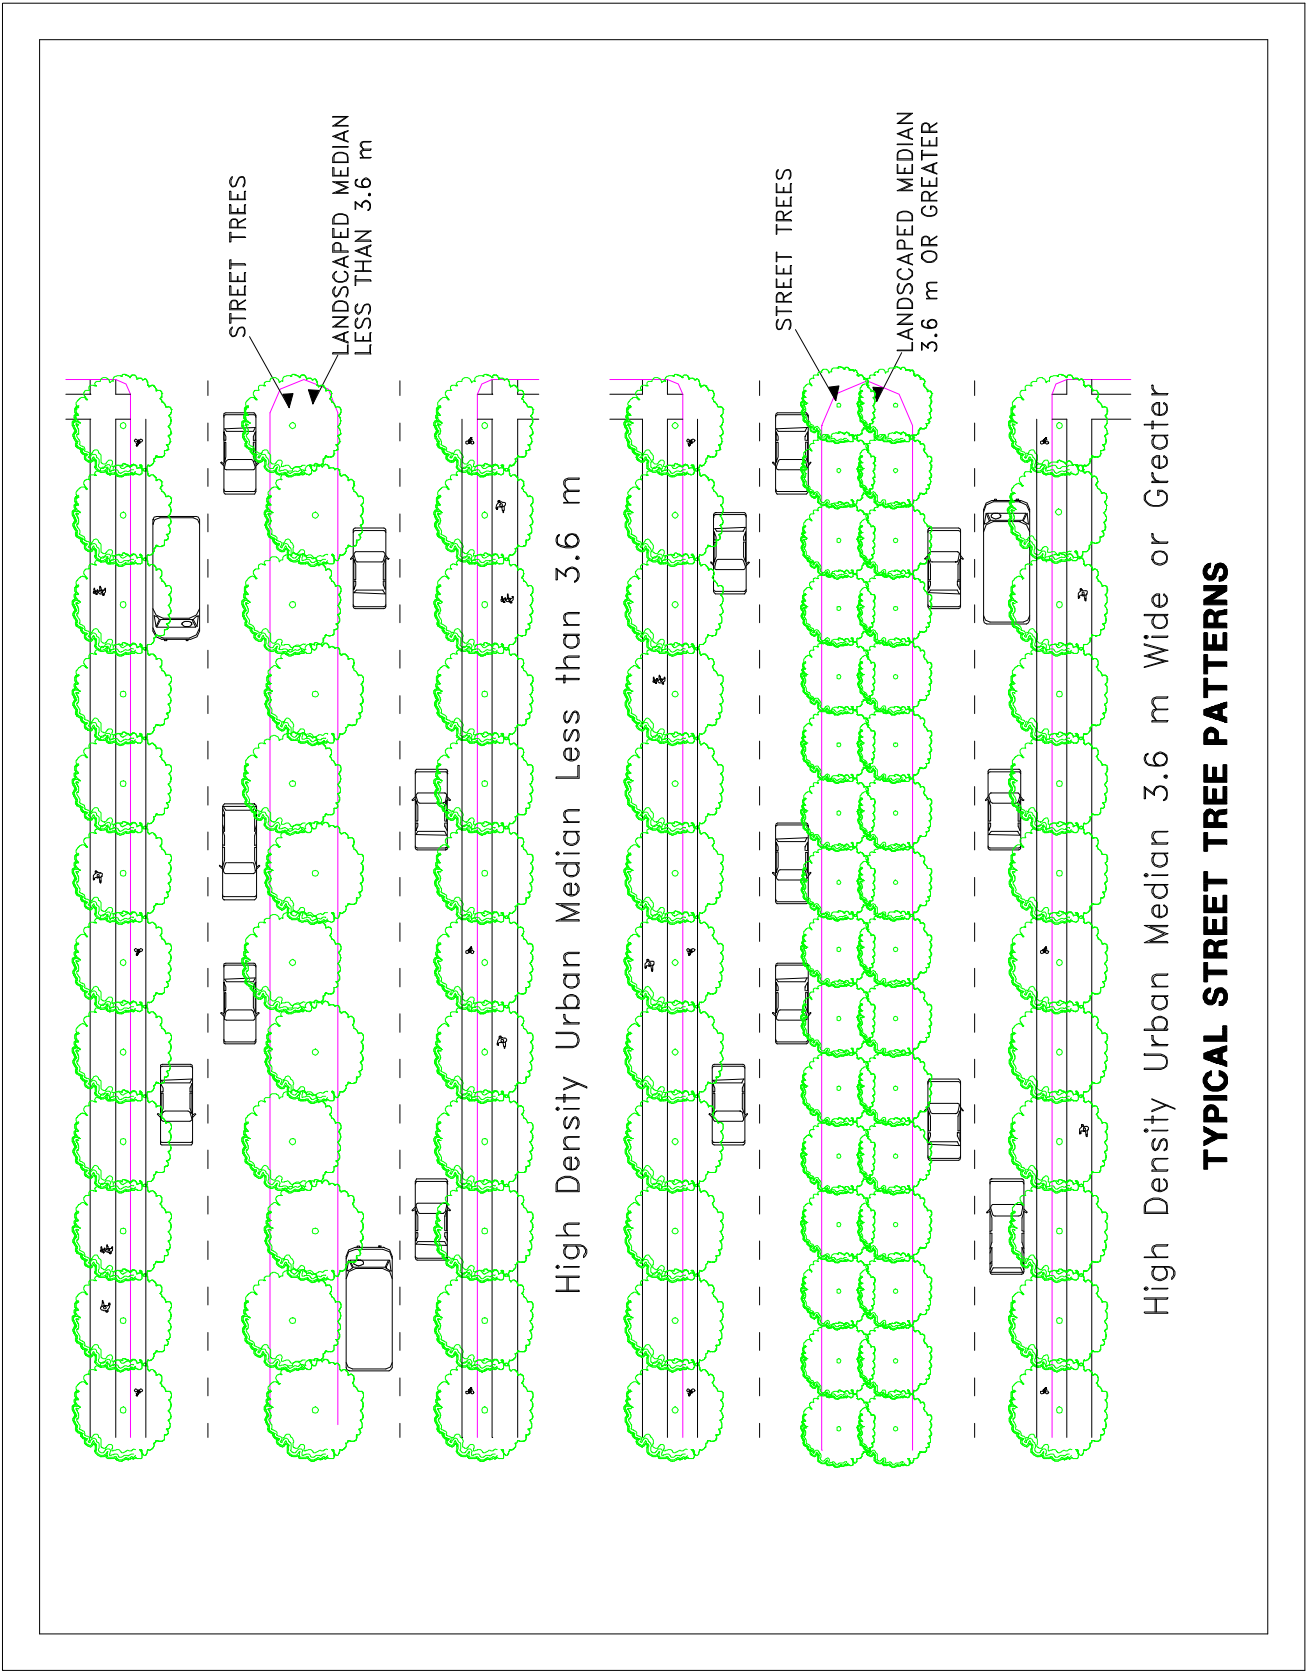 STREET TREES
LANDSCAPED MEDIAN
LESS THAN 3.6 m
High Density Urban Median Less than 3.6 m
STREET TREES
LANDSCAPED MEDIAN
3.6 m OR GREATER
High Density Urban Median 3.6 m Wide or Greater
TYPICAL STREET TREE PATTERNS